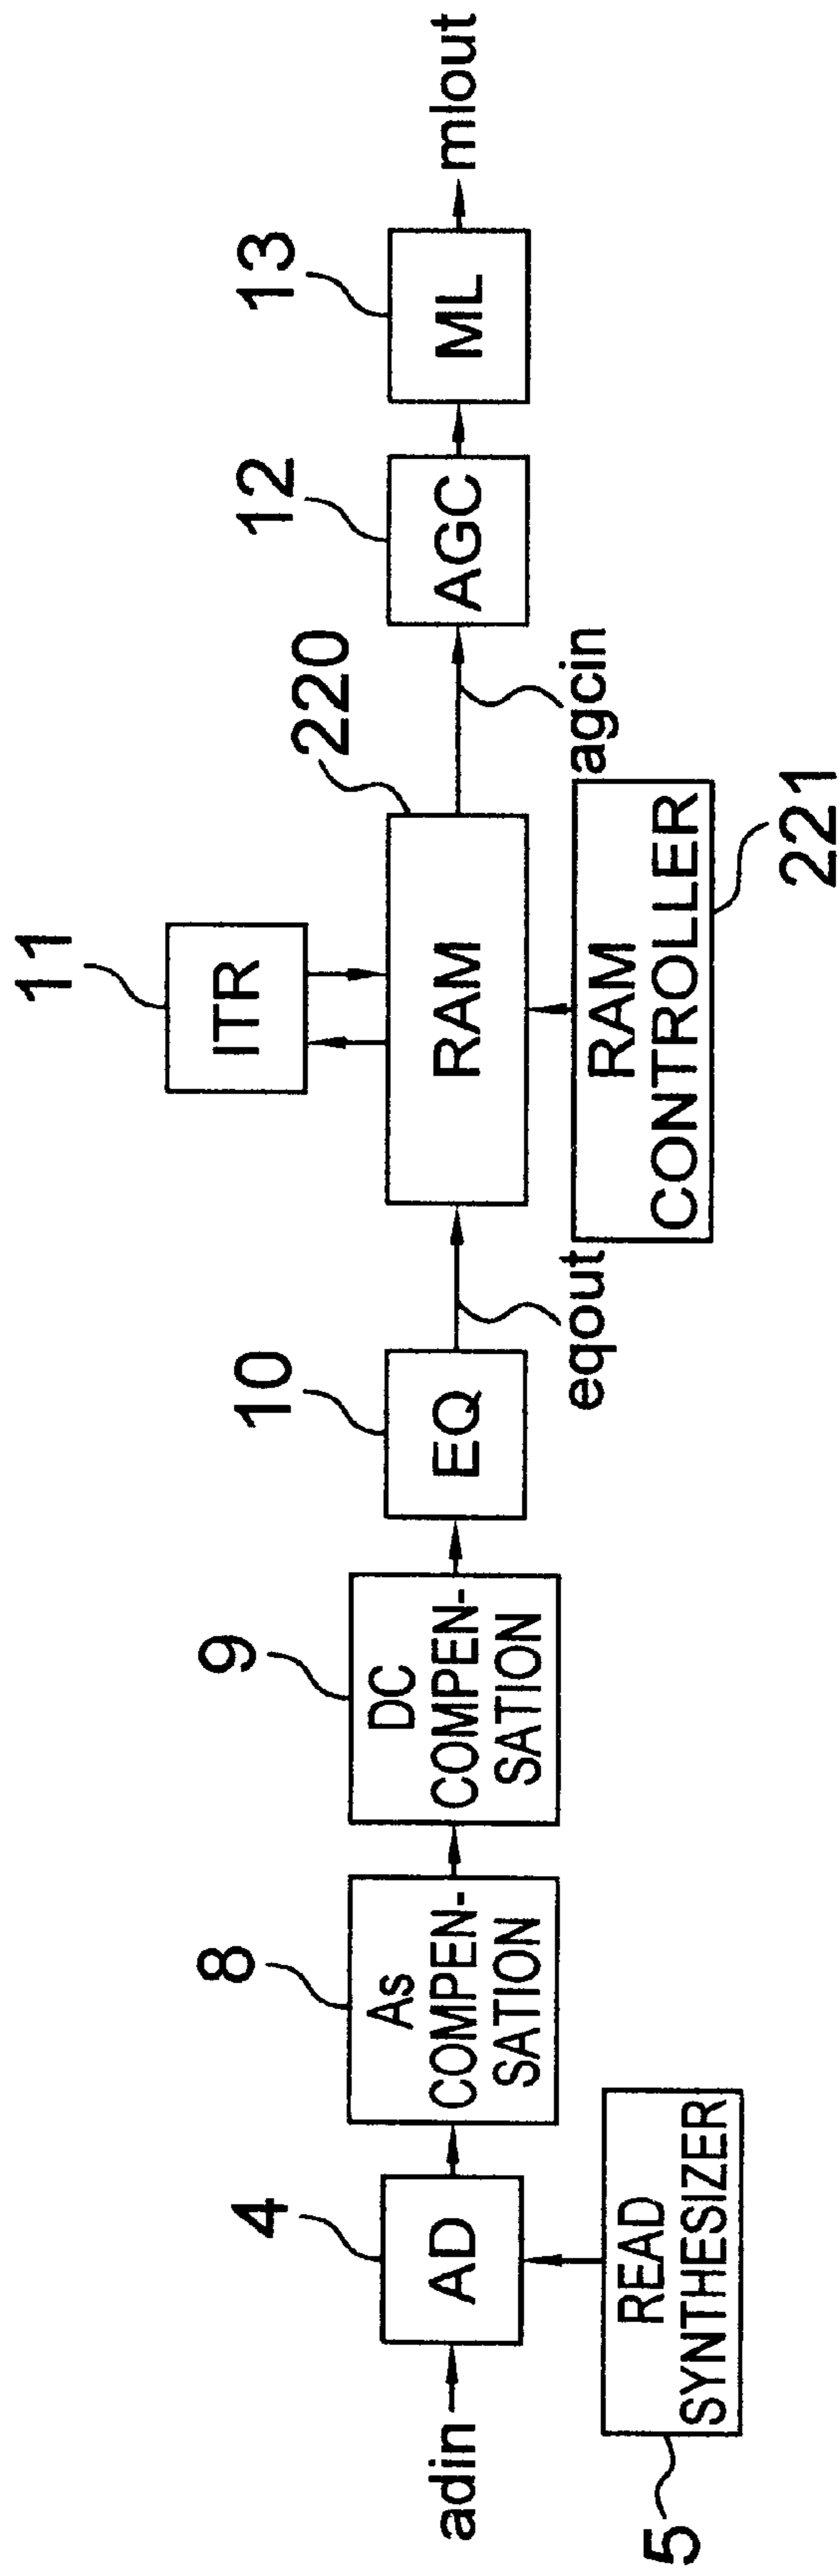 adin
4
AD
5
READ
SYNTHESIZER
8
As
COMPEN-
SATION
9
DC
COMPEN-
SATION
10
EQ
eqout
11
ITR
220
RAM
RAM
CONTROLLER
221
agcin
12
AGC
13
ML
mlout